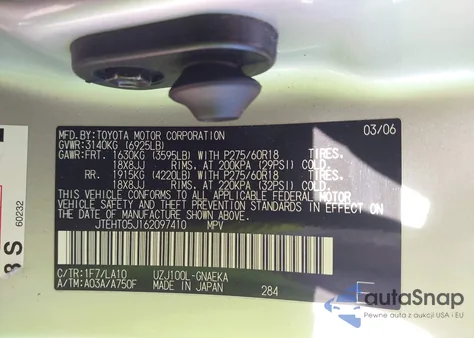 MFD.BY:TOYOTA MOTOR CORPORATION 03/06
GVWR:3140KG (6925LB)
GAWR:FRT. 1630KG (3595LB) WITH P275/60R18 TIRES.
18X8JJ RIMS. AT 200KPA (29PSI) COLD
RR. 1915KG (4220LB) WITH P275/60R18 TIRES.
18X8JJ RIMS. AT 220KPA (32PSI) COLD
THIS VEHICLE CONFORMS TO ALL APPLICABLE FEDERAL MOTOR
VEHICLE SAFETY AND BUMPER STANDARDS IN EFFECT ON
THE DATE OF MANUFACTURE SHOWN ABOVE.
JTEHT05J162097410 MPV
C/TR:1F7/LA10 UZJ100L-GNAEKA
A/TM:A03A/A750F MADE IN JAPAN 284
60232
8 S
autaSnap
Pewne auta z aukcji USA i EU